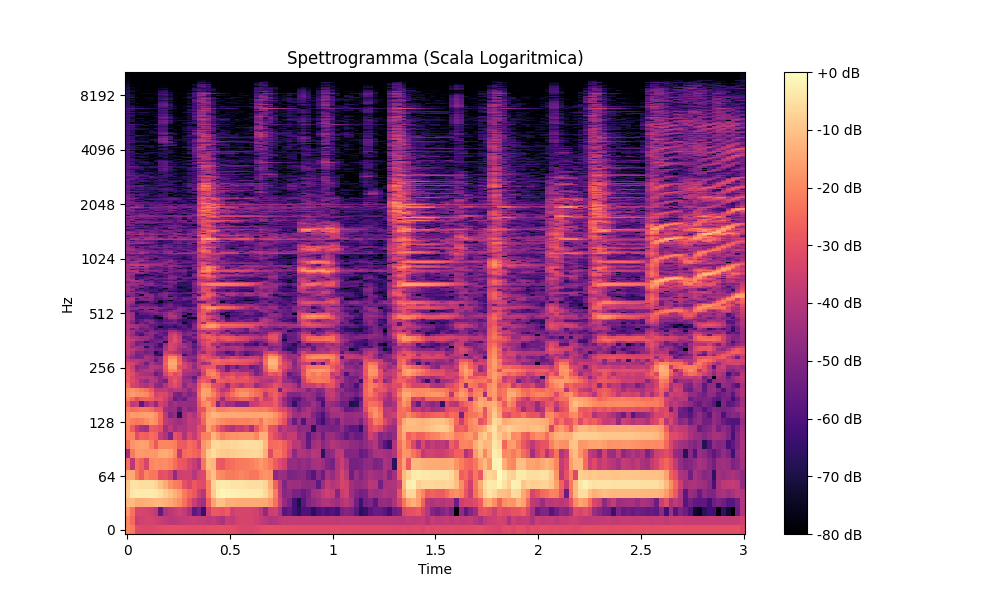 Spettrogramma (Scala Logaritmica)
Hz
8192
4096
2048
1024
512
256
128
64
0
0 0.5 1 1.5 2 2.5 3
Time
+0 dB
-10 dB
-20 dB
-30 dB
-40 dB
-50 dB
-60 dB
-70 dB
-80 dB